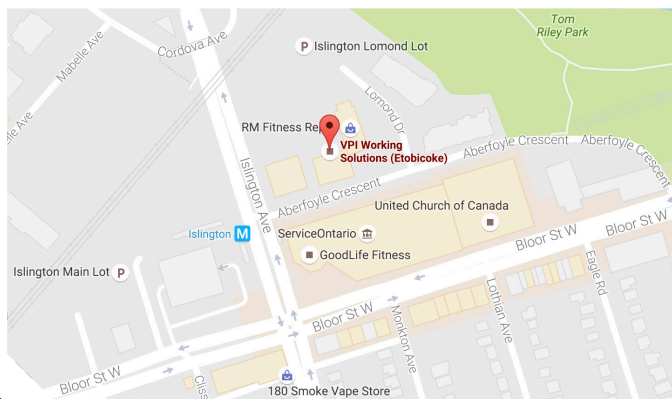 Tom
Riley Park
Cordova Ave
Mabelle Ave
P Islington Lomond Lot
Lomond Dr
RM Fitness Re
VPI Working
Solutions (Etobicoke)
Aberfoyle Crescent
Aberfoyle Crescent
Aberfoyle Crescent
Islington Ave
United Church of Canada
Islington M
ServiceOntario
Bloor St W
Bloor St W
GoodLife Fitness
Islington Main Lot P
Eagle Rd
Lothian Ave
Bloor St W
Monkton Ave
Bloor St W
180 Smoke Vape Store